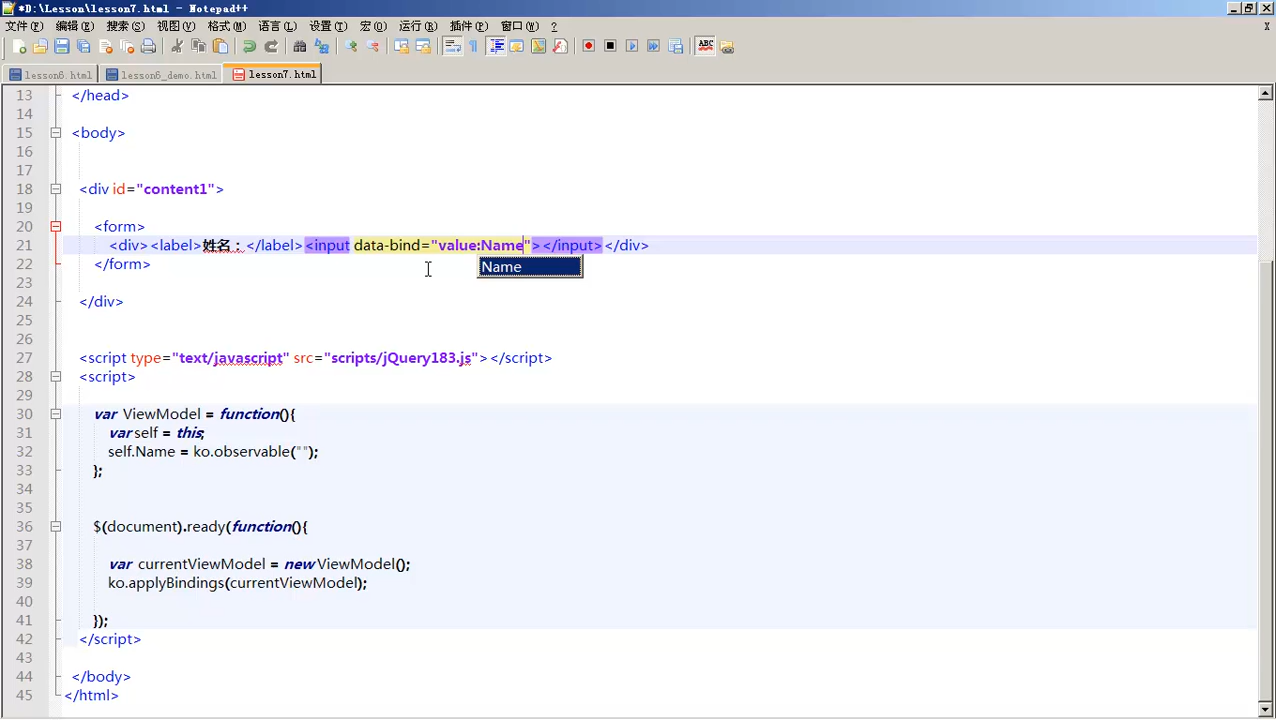 *D:\Lesson\lesson7.html - Notepad++
文件(F) 编辑(E) 搜索(S) 视图(V) 格式(M) 语言(L) 设置(T) 宏(O) 运行(R) 插件(P) 窗口(W) ? X
lesson6.html lesson6_demo.html lesson7.html
13 </head>
14
15 <body>
16
17
18 <div id="content1">
19
20 <form>
21 <div><label>姓名：</label><input data-bind="value:Name"></input></div>
22 </form>
Name
23
24 </div>
25
26
27 <script type="text/javascript" src="scripts/jQuery183.js"></script>
28 <script>
29
30 var ViewModel = function(){
31 var self = this;
32 self.Name = ko.observable("");
33 };
34
35
36 $(document).ready(function(){
37
38 var currentViewModel = new ViewModel();
39 ko.applyBindings(currentViewModel);
40
41 });
42 </script>
43
44 </body>
45 </html>